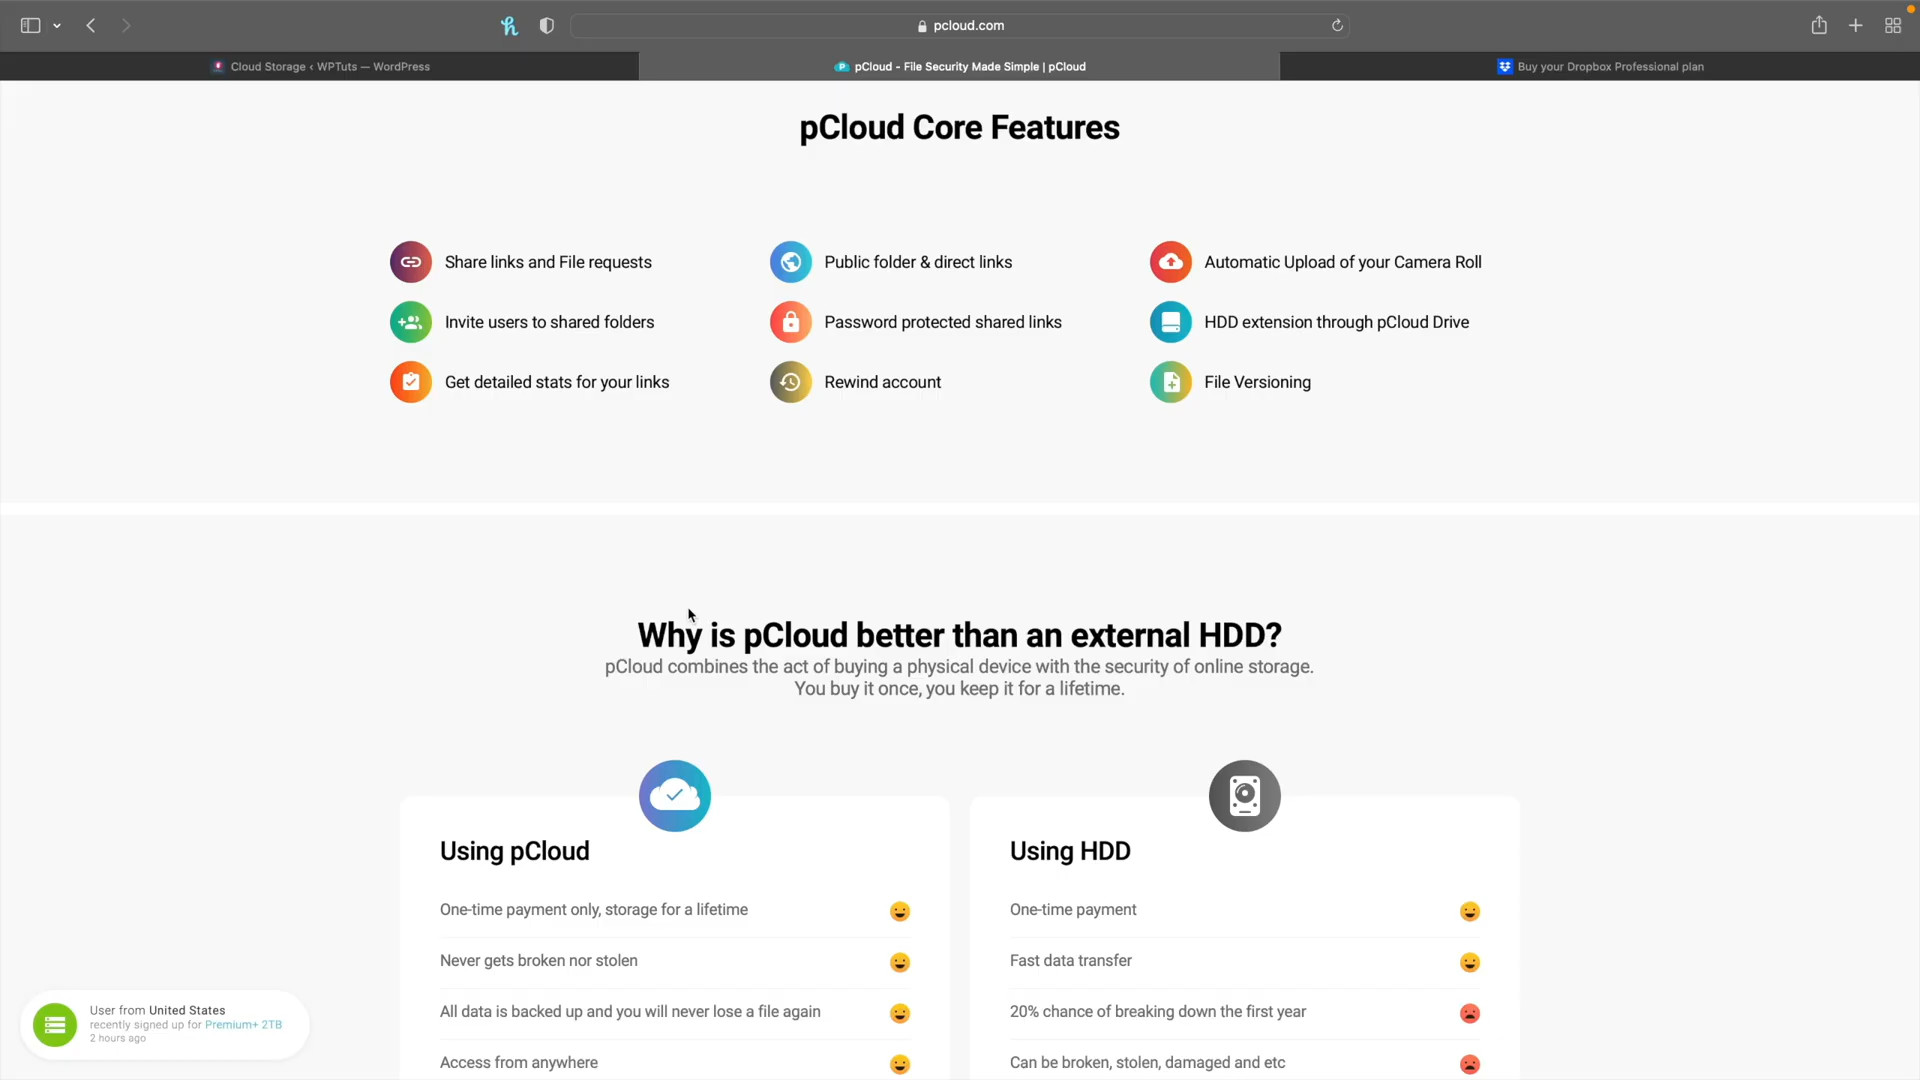 pcloud.com
Cloud Storage ‹ WPTuts — WordPress
pCloud - File Security Made Simple | pCloud
Buy your Dropbox Professional plan
pCloud Core Features
Share links and File requests
Public folder & direct links
Automatic Upload of your Camera Roll
Invite users to shared folders
Password protected shared links
HDD extension through pCloud Drive
Get detailed stats for your links
Rewind account
File Versioning
Why is pCloud better than an external HDD?
pCloud combines the act of buying a physical device with the security of online storage.
You buy it once, you keep it for a lifetime.
Using pCloud
One-time payment only, storage for a lifetime
Never gets broken nor stolen
All data is backed up and you will never lose a file again
Access from anywhere
Using HDD
One-time payment
Fast data transfer
20% chance of breaking down the first year
Can be broken, stolen, damaged and etc
User from United States
recently signed up for Premium+ 2TB
2 hours ago